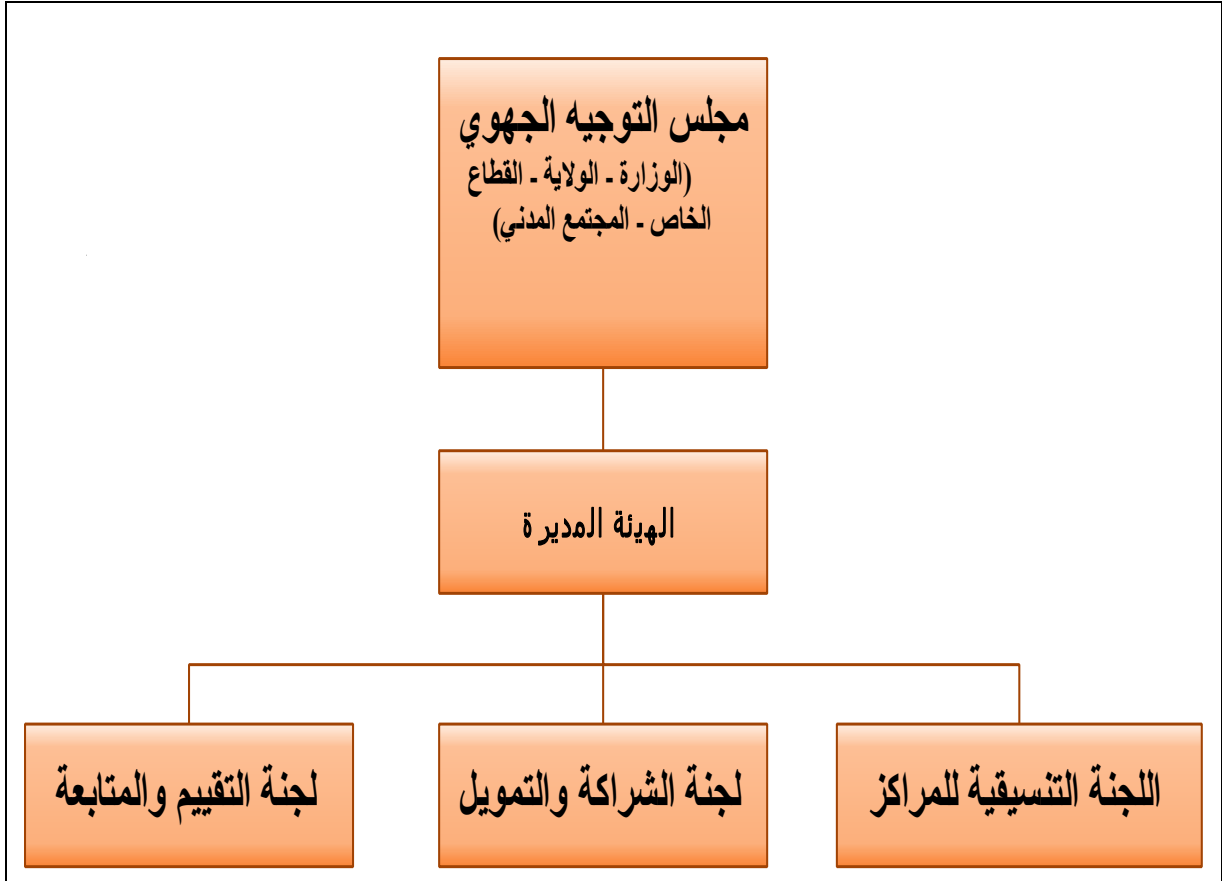 مجلس التوجيه الجهوي
(الوزارة - الولاية - القطاع
الخاص - المجتمع المدني)
الهيئة المديرة
اللجنة التنسيقية للمراكز
لجنة الشراكة والتمويل
لجنة التقييم والمتابعة